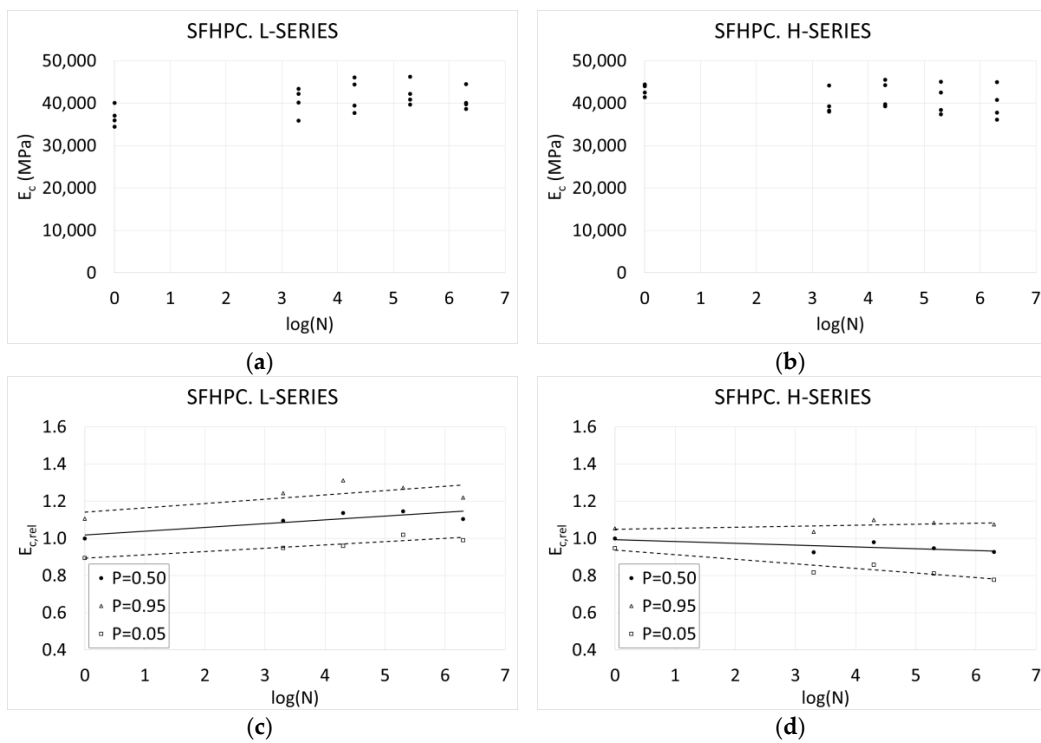 SFHPC. L-SERIES
50,000
40,000
30,000
20,000
10,000
0
E_c (MPa)
0 1 2 3 4 5 6 7
log(N)
(a)
SFHPC. H-SERIES
50,000
40,000
30,000
20,000
10,000
0
E_c (MPa)
0 1 2 3 4 5 6 7
log(N)
(b)
SFHPC. L-SERIES
1.6
1.4
1.2
1.0
0.8
0.6
0.4
E_c,rel
P=0.50
P=0.95
P=0.05
0 1 2 3 4 5 6 7
log(N)
(c)
SFHPC. H-SERIES
1.6
1.4
1.2
1.0
0.8
0.6
0.4
E_c,rel
P=0.50
P=0.95
P=0.05
0 1 2 3 4 5 6 7
log(N)
(d)